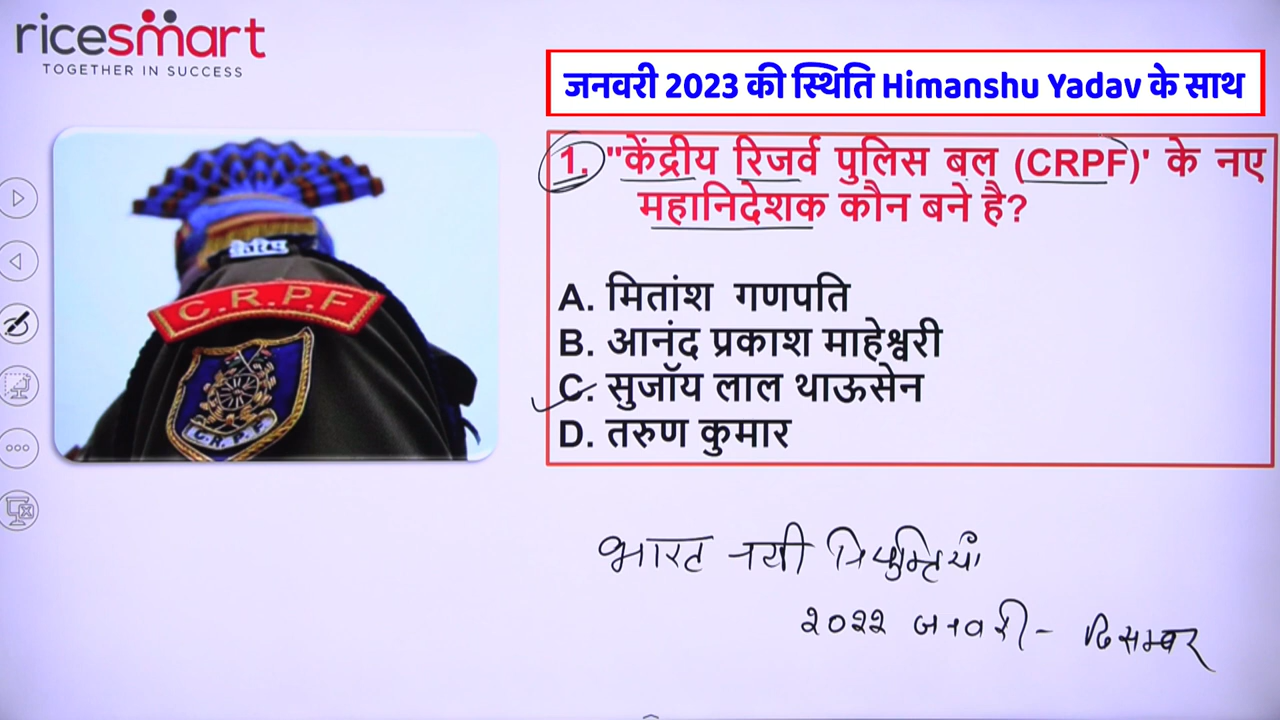 ricesmart
TOGETHER IN SUCCESS
जनवरी 2023 की स्थिति Himanshu Yadav के साथ
1. "केंद्रीय रिजर्व पुलिस बल (CRPF)' के नए
महानिदेशक कौन बने है?
A. मितांश गणपति
B. आनंद प्रकाश माहेश्वरी
C. सुजॉय लाल थाऊसेन
D. तरुण कुमार
केरिपु
C.R.P.F
C.R.P.F
भारत नयी नियुक्तियाँ
२०२२ जनवरी - दिसम्बर